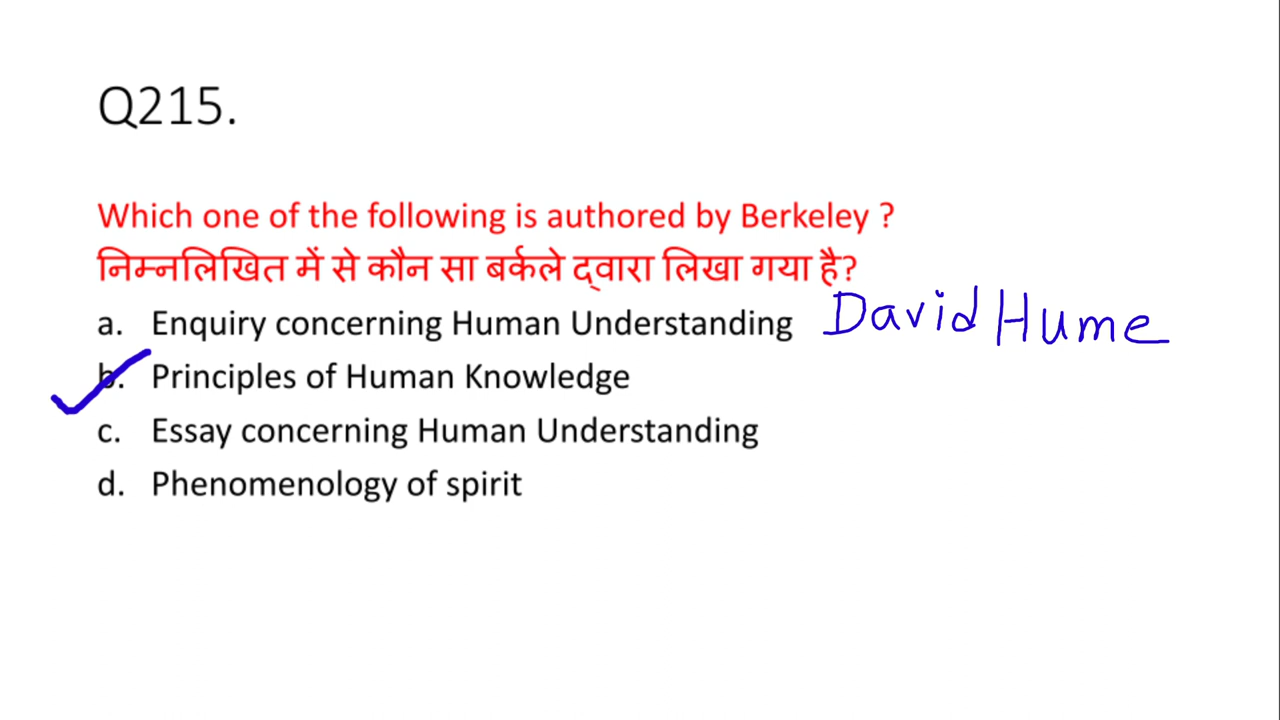 Q215.
Which one of the following is authored by Berkeley ?
निम्नलिखित में से कौन सा बर्कले द्वारा लिखा गया है?
a. Enquiry concerning Human Understanding David Hume
b. Principles of Human Knowledge
c. Essay concerning Human Understanding
d. Phenomenology of spirit